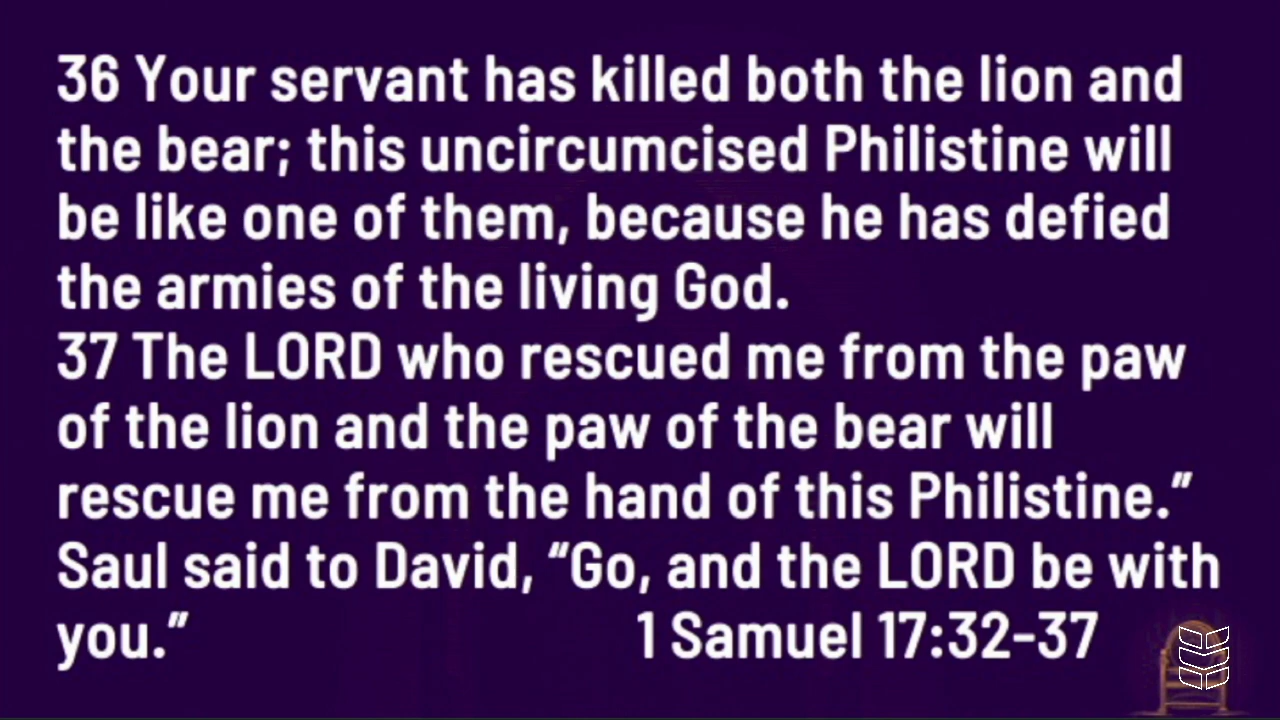 36 Your servant has killed both the lion and
the bear; this uncircumcised Philistine will
be like one of them, because he has defied
the armies of the living God.
37 The LORD who rescued me from the paw
of the lion and the paw of the bear will
rescue me from the hand of this Philistine.”
Saul said to David, “Go, and the LORD be with
you.” 1 Samuel 17:32-37